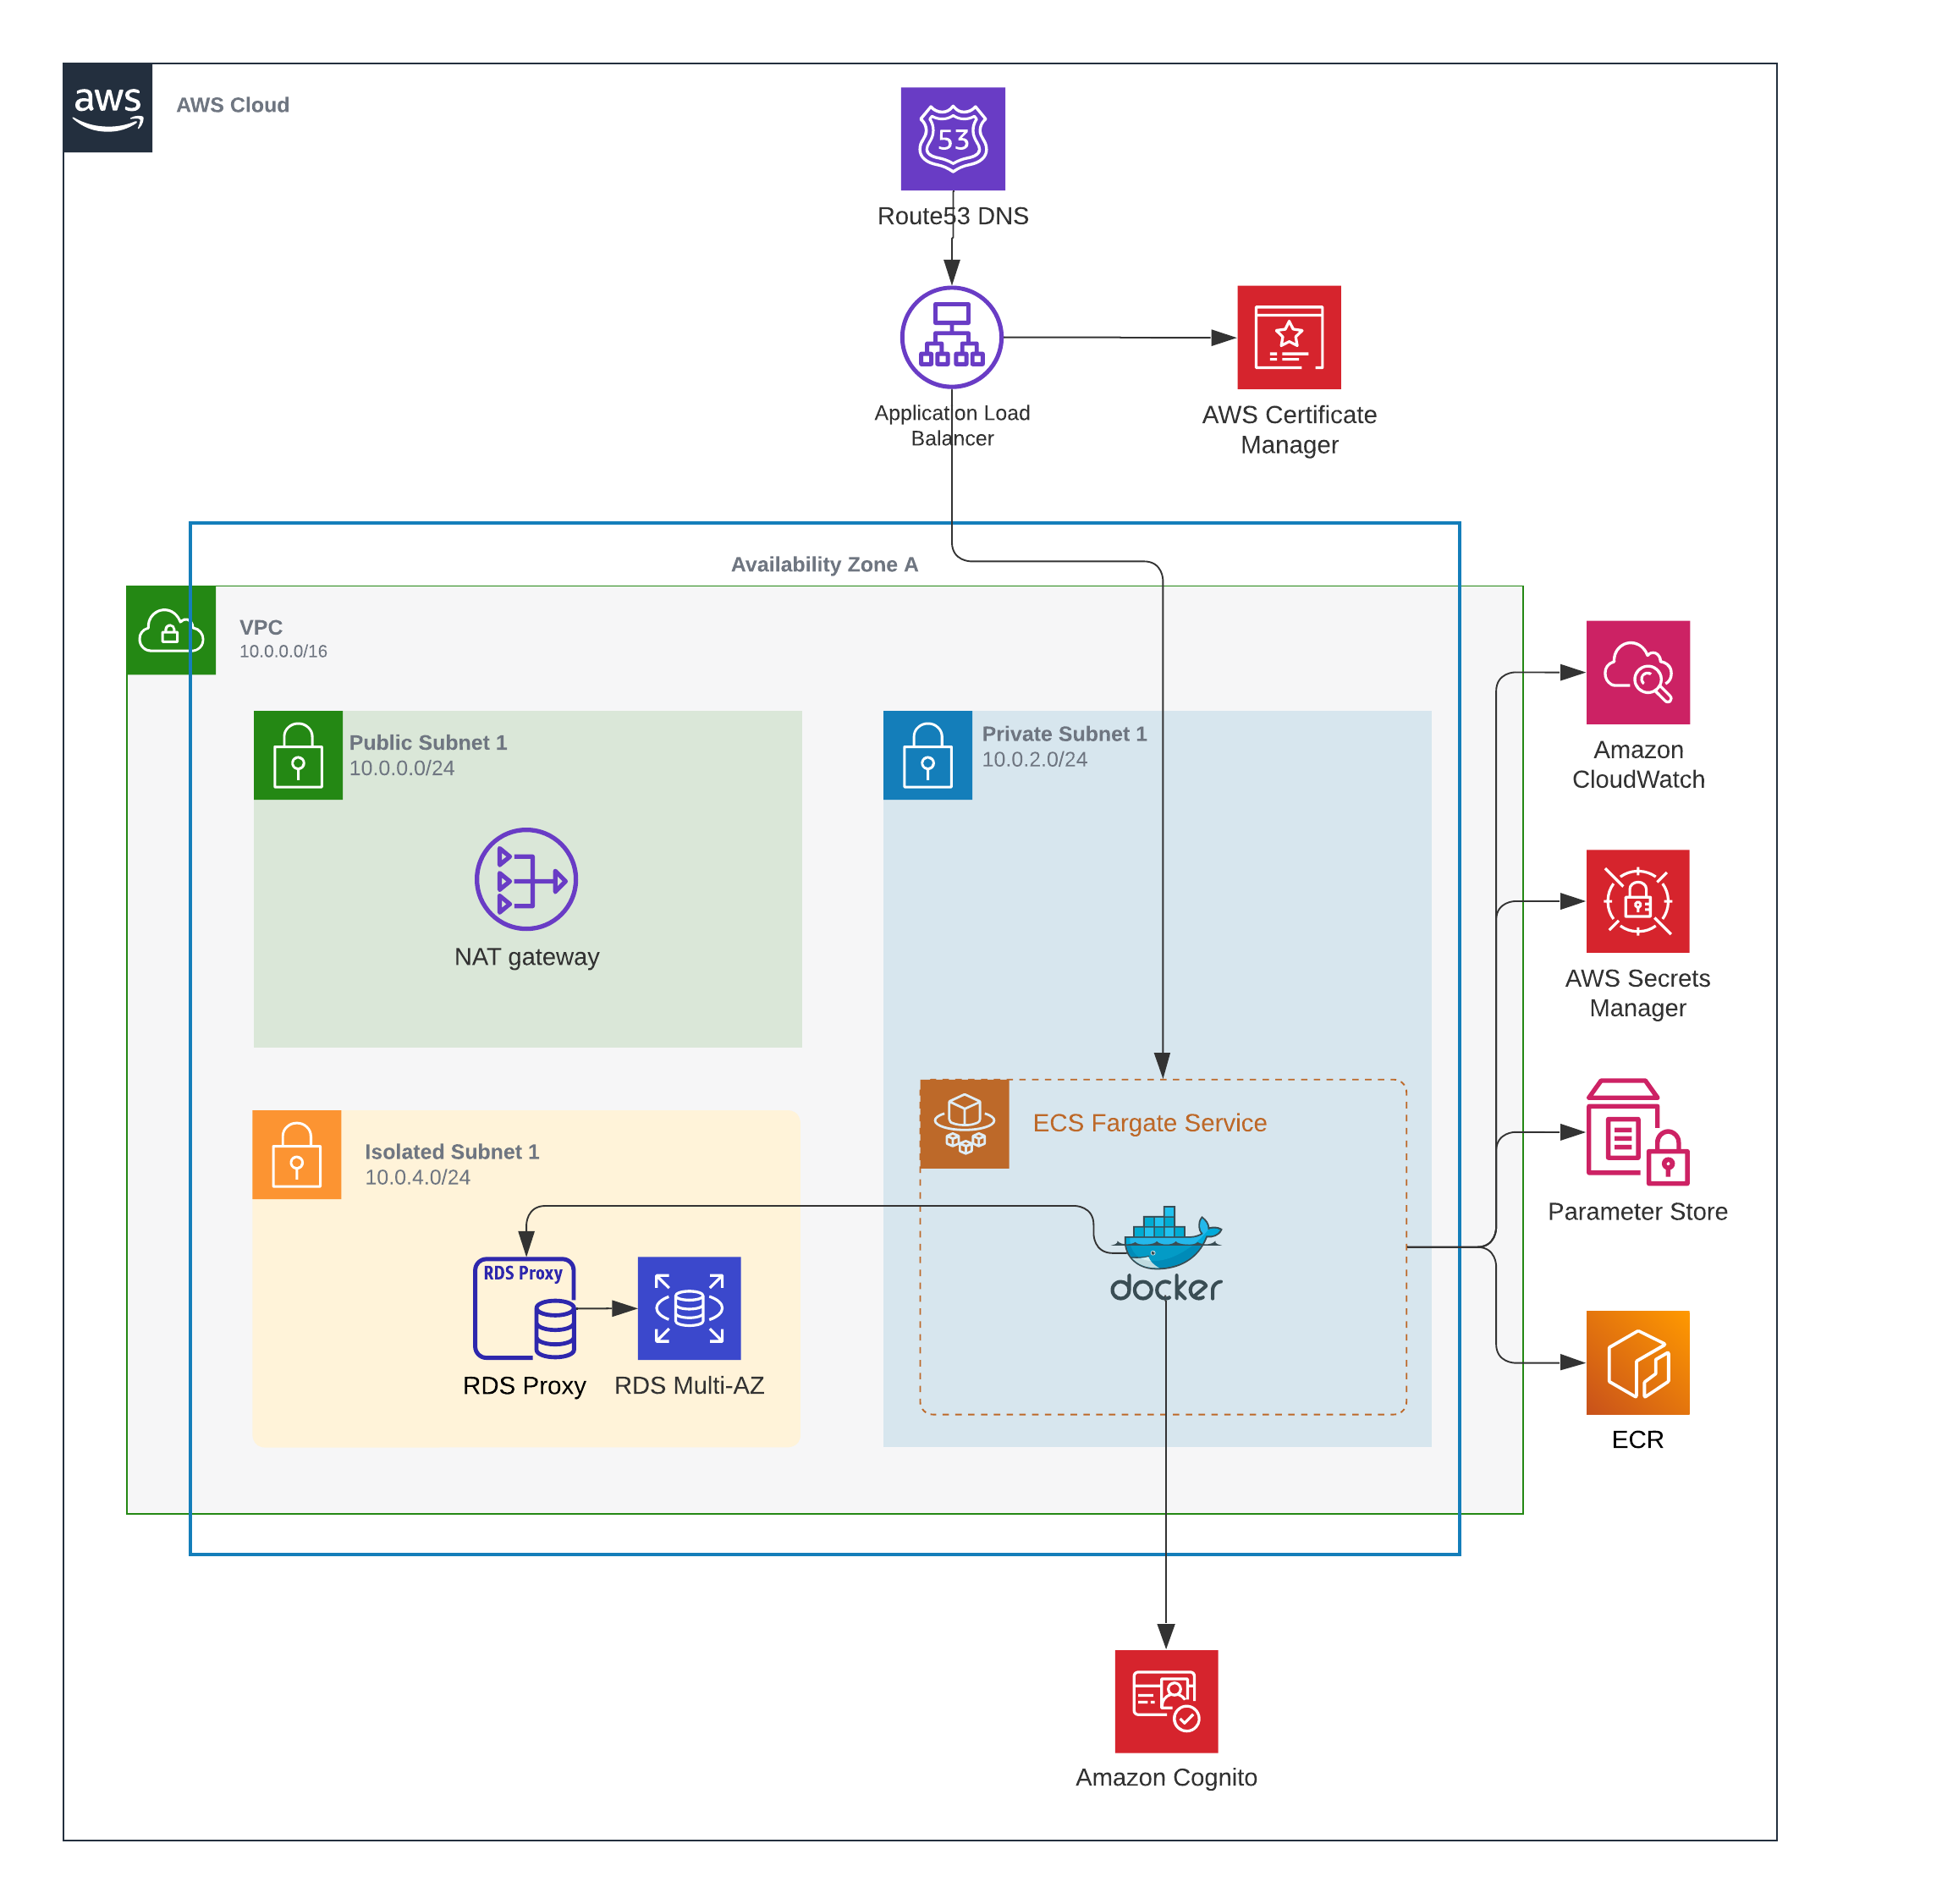 aws
AWS Cloud
53
Route53 DNS
Application Load
Balancer
AWS Certificate
Manager
Availability Zone A
VPC
10.0.0.0/16
Public Subnet 1
10.0.0.0/24
NAT gateway
Private Subnet 1
10.0.2.0/24
Amazon
CloudWatch
AWS Secrets
Manager
ECS Fargate Service
Parameter Store
Isolated Subnet 1
10.0.4.0/24
docker
RDS Proxy
RDS Proxy
RDS Multi-AZ
ECR
Amazon Cognito